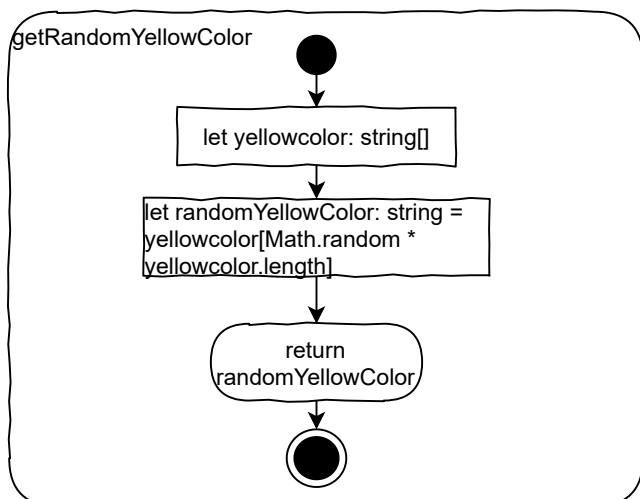 getRandomYellowColor
let yellowcolor: string[]
let randomYellowColor: string =
yellowcolor[Math.random *
yellowcolor.length]
return
randomYellowColor